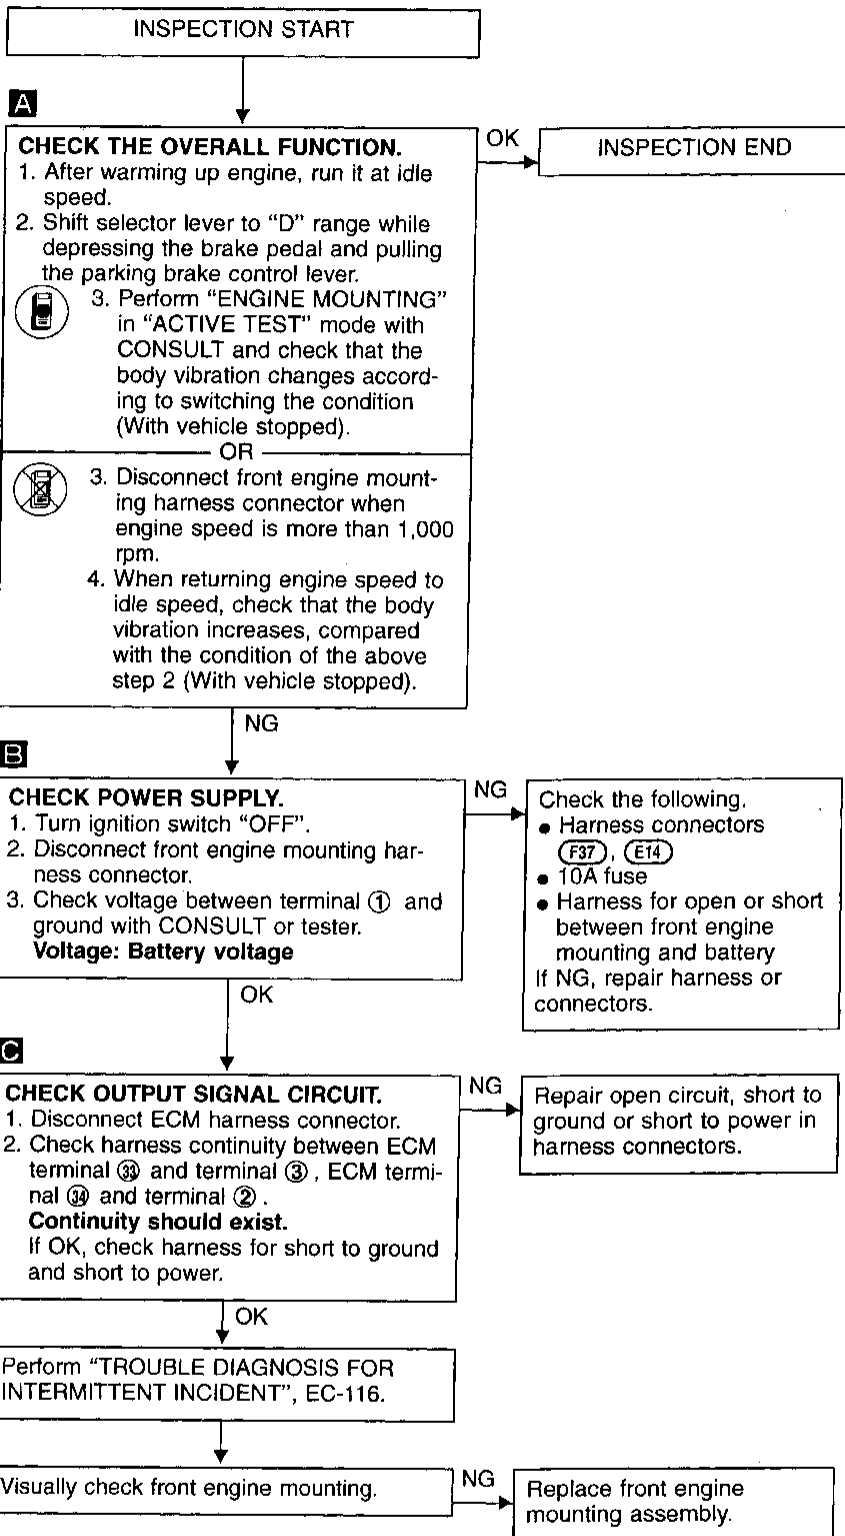 INSPECTION START
A
CHECK THE OVERALL FUNCTION.
1. After warming up engine, run it at idle
speed.
2. Shift selector lever to “D” range while
depressing the brake pedal and pulling
the parking brake control lever.
3. Perform “ENGINE MOUNTING”
in “ACTIVE TEST” mode with
CONSULT and check that the
body vibration changes accord-
ing to switching the condition
(With vehicle stopped).
OR
3. Disconnect front engine mount-
ing harness connector when
engine speed is more than 1,000
rpm.
4. When returning engine speed to
idle speed, check that the body
vibration increases, compared
with the condition of the above
step 2 (With vehicle stopped).
OK
INSPECTION END
NG
B
CHECK POWER SUPPLY.
1. Turn ignition switch “OFF”.
2. Disconnect front engine mounting har-
ness connector.
3. Check voltage between terminal ① and
ground with CONSULT or tester.
Voltage: Battery voltage
NG
Check the following.
● Harness connectors
F37, E14
● 10A fuse
● Harness for open or short
between front engine
mounting and battery
If NG, repair harness or
connectors.
OK
C
CHECK OUTPUT SIGNAL CIRCUIT.
1. Disconnect ECM harness connector.
2. Check harness continuity between ECM
terminal ㉝ and terminal ③, ECM termi-
nal ㉞ and terminal ②.
Continuity should exist.
If OK, check harness for short to ground
and short to power.
NG
Repair open circuit, short to
ground or short to power in
harness connectors.
OK
Perform “TROUBLE DIAGNOSIS FOR
INTERMITTENT INCIDENT”, EC-116.
Visually check front engine mounting.
NG
Replace front engine
mounting assembly.